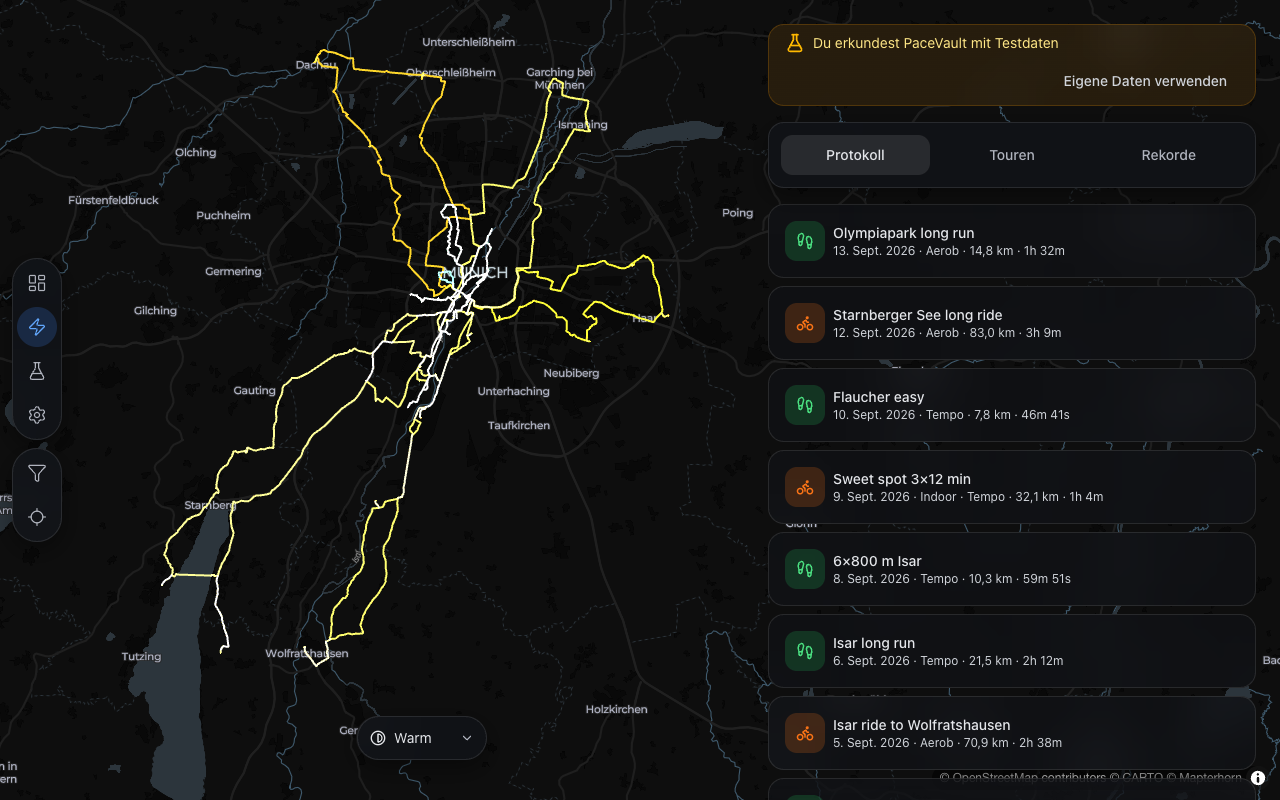 Unterschleißheim
Dachau
Oberschleißheim
Garching bei
München
Ismaning
Olching
Fürstenfeldbruck
Puchheim
Poing
Germering
MUNICH
Gilching
Haar
Neubiberg
Gauting
Unterhaching
Taufkirchen
Starnberg
Isar
Tutzing
Wolfratshausen
Holzkirchen
Warm
Du erkundest PaceVault mit Testdaten
Eigene Daten verwenden
Protokoll
Touren
Rekorde
Olympiapark long run
13. Sept. 2026 · Aerob · 14,8 km · 1h 32m
Starnberger See long ride
12. Sept. 2026 · Aerob · 83,0 km · 3h 9m
Flaucher easy
10. Sept. 2026 · Tempo · 7,8 km · 46m 41s
Sweet spot 3×12 min
9. Sept. 2026 · Indoor · Tempo · 32,1 km · 1h 4m
6×800 m Isar
8. Sept. 2026 · Tempo · 10,3 km · 59m 51s
Isar long run
6. Sept. 2026 · Tempo · 21,5 km · 2h 12m
Isar ride to Wolfratshausen
5. Sept. 2026 · Aerob · 70,9 km · 2h 38m
© OpenStreetMap contributors © CARTO © Mapterhorn